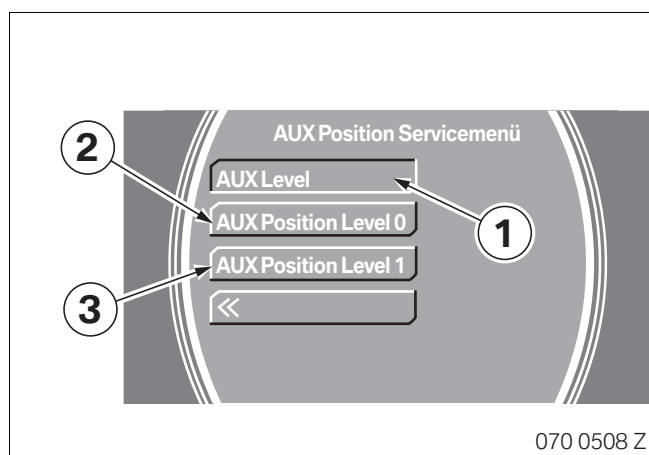 AUX Position Servicemenü
2
AUX Level
AUX Position Level 0
1
AUX Position Level 1
3
«
070 0508 Z